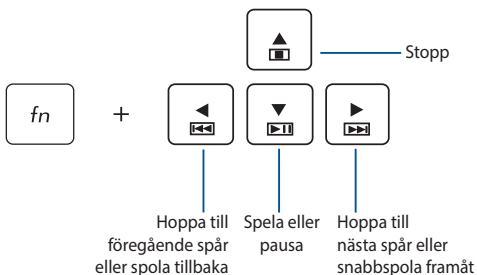 Stopp
fn +
Hoppa till
föregående spår
eller spola tillbaka
Spela eller
pausa
Hoppa till
nästa spår eller
snabbspola framåt